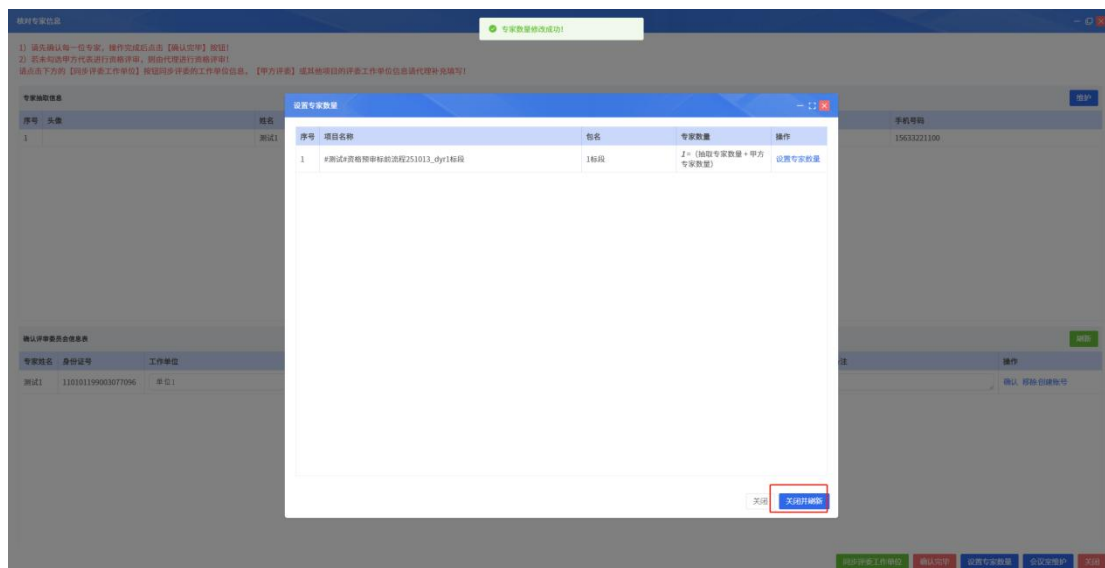 核对专家信息
专家数量修改成功!
1) 请先确认每一位专家, 操作完成后点击【确认完毕】按钮!
2) 若未勾选甲方代表进行资格评审, 则由代理进行资格评审!
请点击下方的【同步评委工作单位】按钮同步评委的工作单位信息, 【甲方评委】或其他项目的评委工作单位信息请代理补充填写!
专家抽取信息 维护
序号 头像 姓名 手机号码
1 测试1 15633221100
设置专家数量
序号 项目名称 包名 专家数量 操作
1 #测试#资格预审标前流程251013_dyr1标段 1标段 1=(抽取专家数量+甲方专家数量) 设置专家数量
确认评审委员会信息表 刷新
专家姓名 身份证号 工作单位 注 操作
测试1 110101199003077096 单位1 确认 移除 创建账号
关闭 关闭并刷新
同步评委工作单位 确认完毕 设置专家数量 会议室维护 关闭